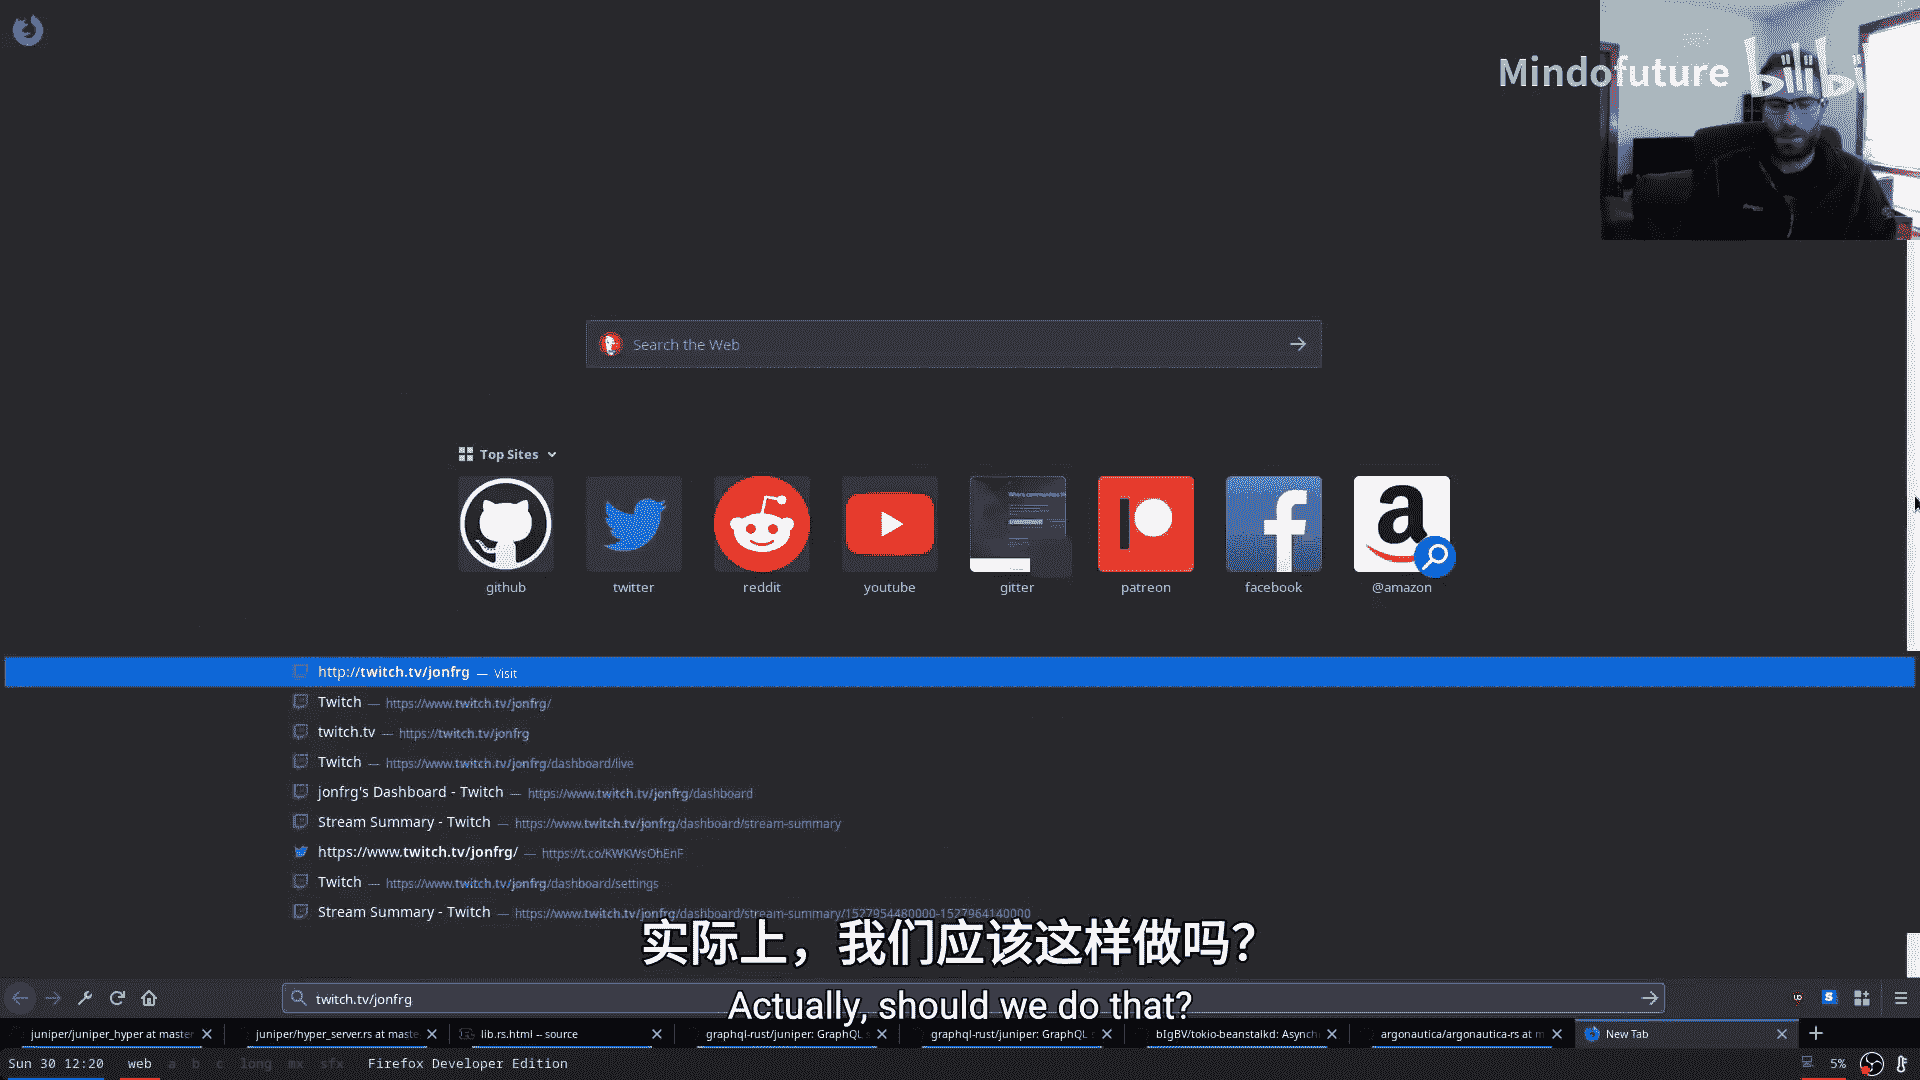 Mindofuture bilibi
Search the Web
Top Sites
github
twitter
reddit
youtube
gitter
patreon
facebook
@amazon
http://twitch.tv/jonfrg — Visit
Twitch — https://www.twitch.tv/jonfrg/
twitch.tv — https://twitch.tv/jonfrg
Twitch — https://www.twitch.tv/jonfrg/dashboard/live
jonfrg's Dashboard - Twitch — https://www.twitch.tv/jonfrg/dashboard
Stream Summary - Twitch — https://www.twitch.tv/jonfrg/dashboard/stream-summary
https://www.twitch.tv/jonfrg/ — https://t.co/KWKWsOhEnF
Twitch — https://www.twitch.tv/jonfrg/dashboard/settings
Stream Summary - Twitch — https://www.twitch.tv/jonfrg/dashboard/stream-summary/1527954480000-1527964140000
实际上，我们应该这样做吗？
twitch.tv/jonfrg
Actually, should we do that?
juniper/juniper_hyper at master
juniper/hyper_server.rs at maste
lib.rs.html -- source
graphql-rust/juniper: GraphQL
graphql-rust/juniper: GraphQL
bIgBV/tokio-beanstalkd: Asynch
argonautica/argonautica-rs at m
New Tab
Sun 30 12:20 web a b c long mx sfx Firefox Developer Edition
5%